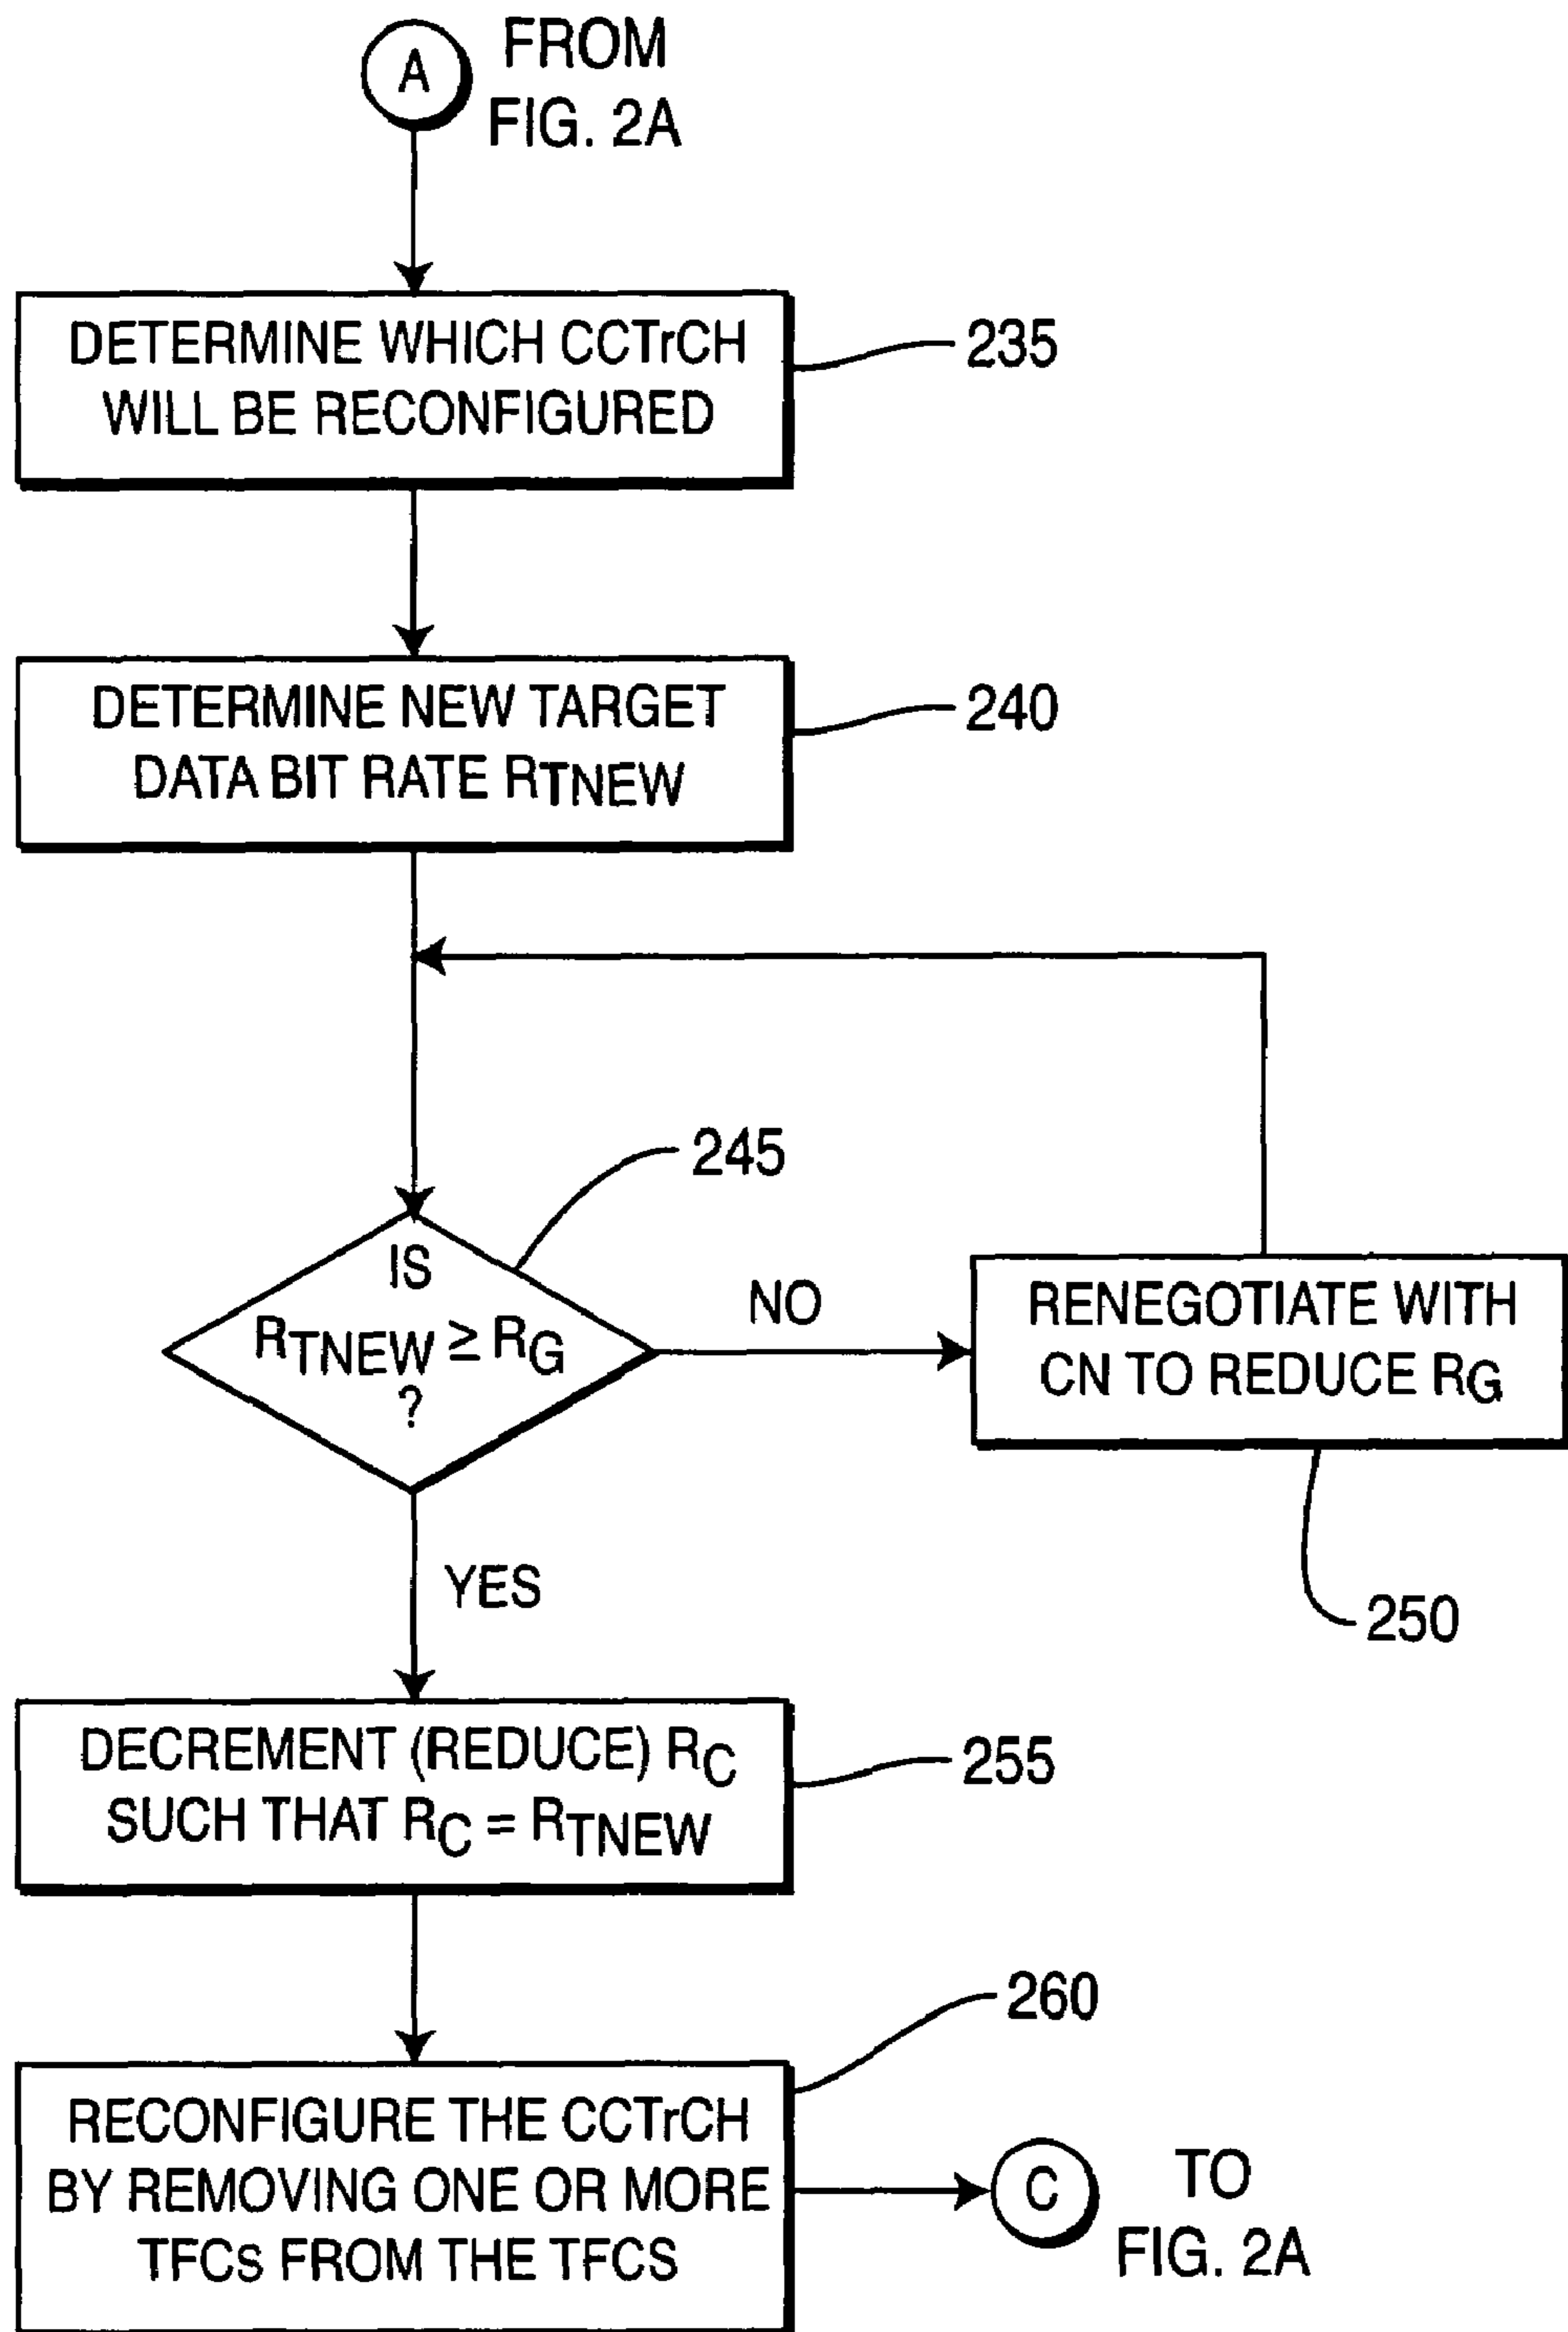 A
FROM
FIG. 2A
DETERMINE WHICH CCTrCH
WILL BE RECONFIGURED
235
DETERMINE NEW TARGET
DATA BIT RATE RTNEW
240
245
IS
RTNEW ≥ RG
?
NO
RENEGOTIATE WITH
CN TO REDUCE RG
250
YES
DECREMENT (REDUCE) RC
SUCH THAT RC = RTNEW
255
260
RECONFIGURE THE CCTrCH
BY REMOVING ONE OR MORE
TFCs FROM THE TFCS
C
TO
FIG. 2A